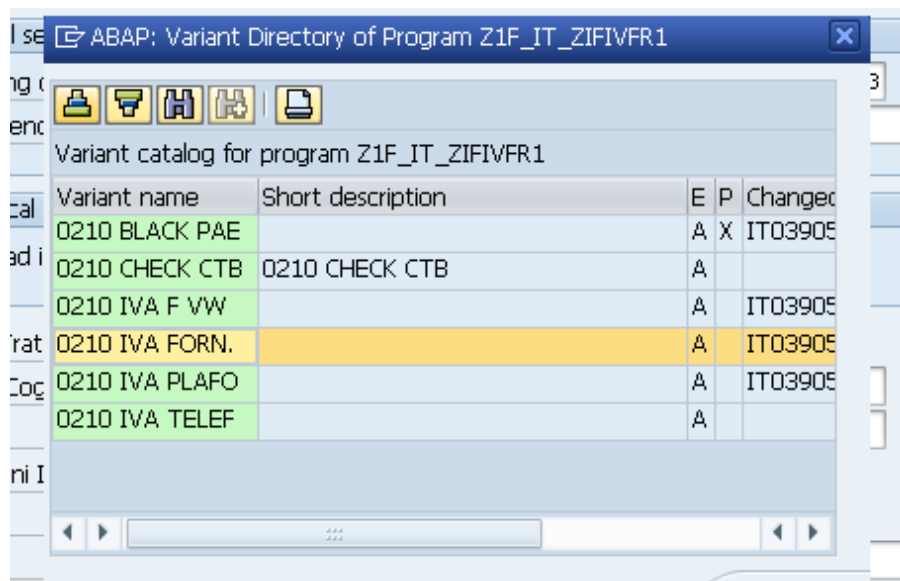 ABAP: Variant Directory of Program Z1F_IT_ZIFIVFR1
Variant catalog for program Z1F_IT_ZIFIVFR1
Variant name Short description E P Changed
0210 BLACK PAE A X IT03905
0210 CHECK CTB 0210 CHECK CTB A
0210 IVA F VW A IT03905
0210 IVA FORN. A IT03905
0210 IVA PLAFO A IT03905
0210 IVA TELEF A